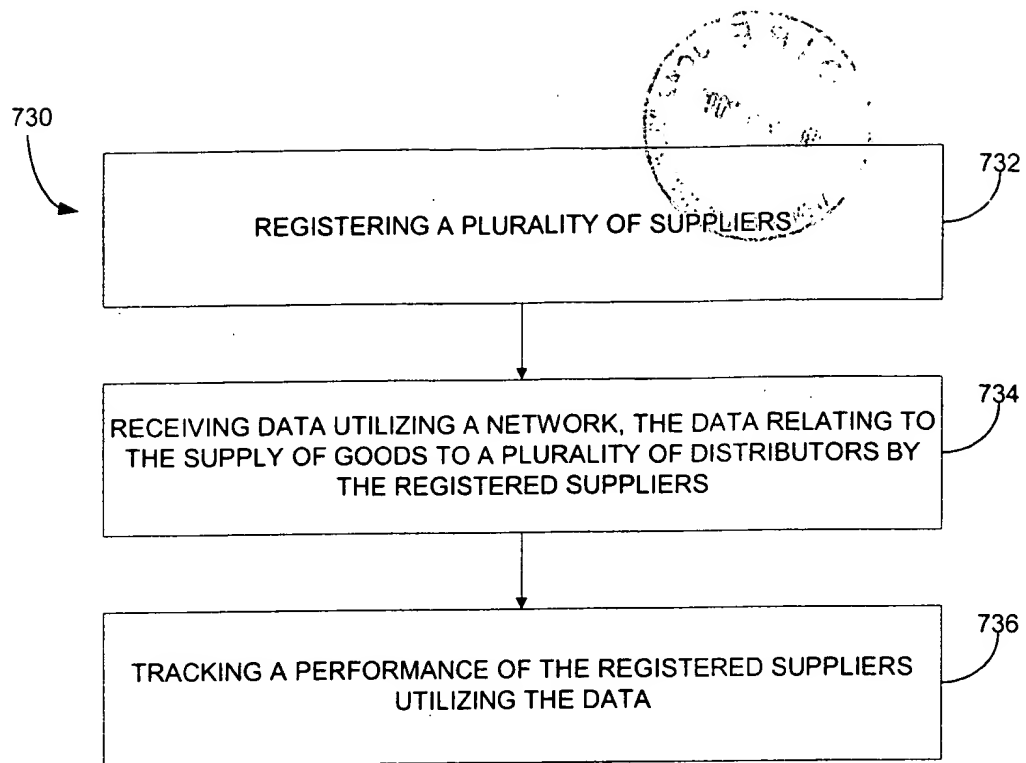 730
732
REGISTERING A PLURALITY OF SUPPLIERS
734
RECEIVING DATA UTILIZING A NETWORK, THE DATA RELATING TO
THE SUPPLY OF GOODS TO A PLURALITY OF DISTRIBUTORS BY
THE REGISTERED SUPPLIERS
736
TRACKING A PERFORMANCE OF THE REGISTERED SUPPLIERS
UTILIZING THE DATA